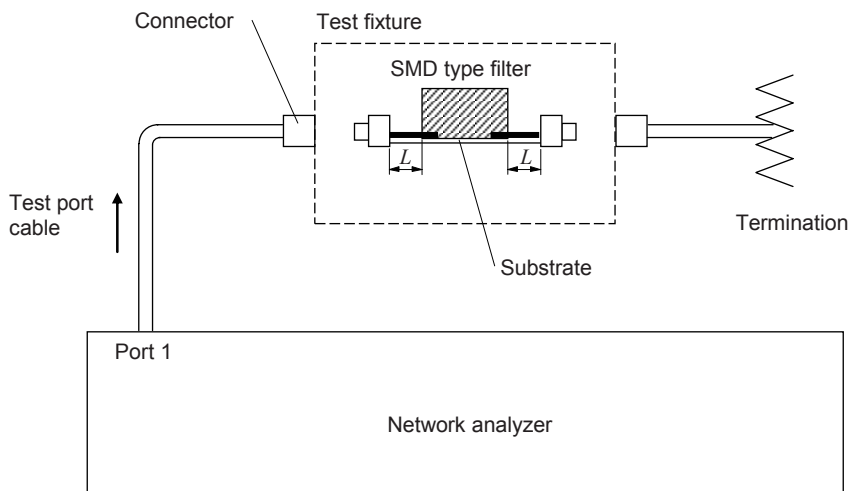 Connector
Test fixture
SMD type filter
L
L
Test port
cable
Termination
Substrate
Port 1
Network analyzer